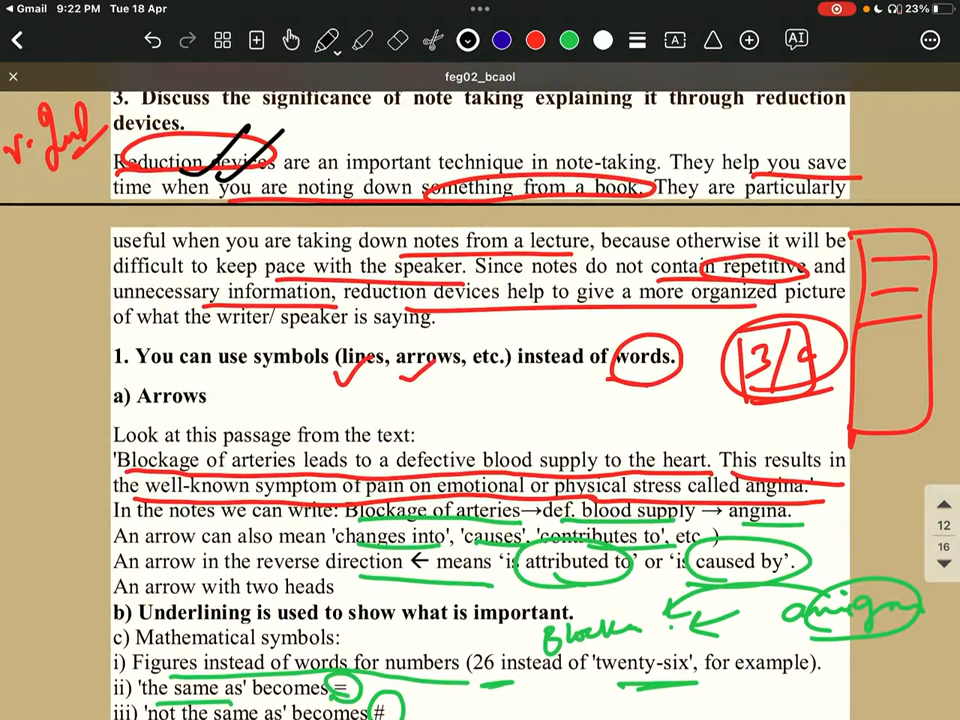 Gmail 9:22 PM Tue 18 Apr 23%
A AI
feg02_bcaol
3. Discuss the significance of note taking explaining it through reduction
devices.
Reduction devices are an important technique in note-taking. They help you save
time when you are noting down something from a book. They are particularly
useful when you are taking down notes from a lecture, because otherwise it will be
difficult to keep pace with the speaker. Since notes do not contain repetitive and
unnecessary information, reduction devices help to give a more organized picture
of what the writer/ speaker is saying.
1. You can use symbols (lines, arrows, etc.) instead of words.
a) Arrows
Look at this passage from the text:
'Blockage of arteries leads to a defective blood supply to the heart. This results in
the well-known symptom of pain on emotional or physical stress called angina.'
In the notes we can write: Blockage of arteries→def. blood supply → angina.
An arrow can also mean 'changes into', 'causes', 'contributes to', etc.)
An arrow in the reverse direction ← means ‘is attributed to’ or ‘is caused by’.
An arrow with two heads
b) Underlining is used to show what is important.
c) Mathematical symbols:
i) Figures instead of words for numbers (26 instead of 'twenty-six', for example).
ii) 'the same as' becomes =
iii) 'not the same as' becomes #
12
16